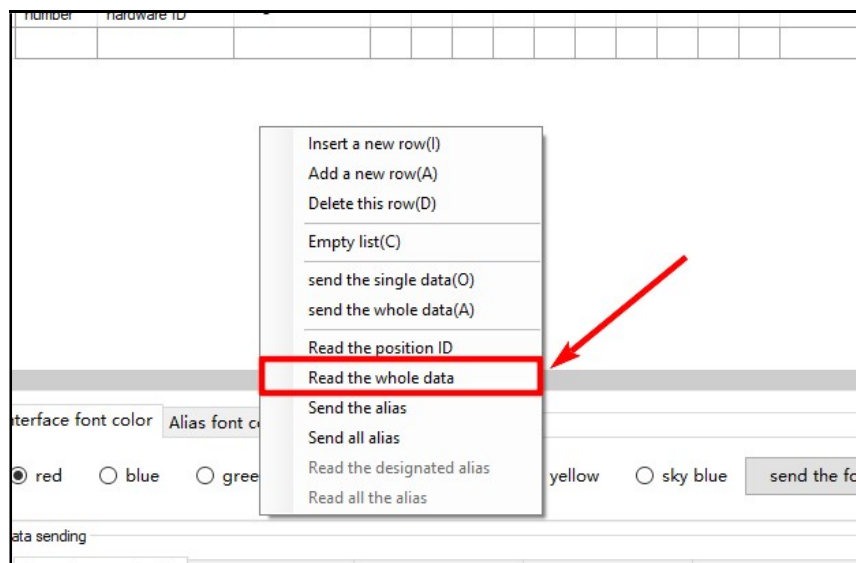 number hardware ID
Insert a new row(I)
Add a new row(A)
Delete this row(D)
Empty list(C)
send the single data(O)
send the whole data(A)
Read the position ID
Read the whole data
Send the alias
Send all alias
Read the designated alias
Read all the alias
nterface font color Alias font c
red blue gree yellow sky blue send the fo
ata sending